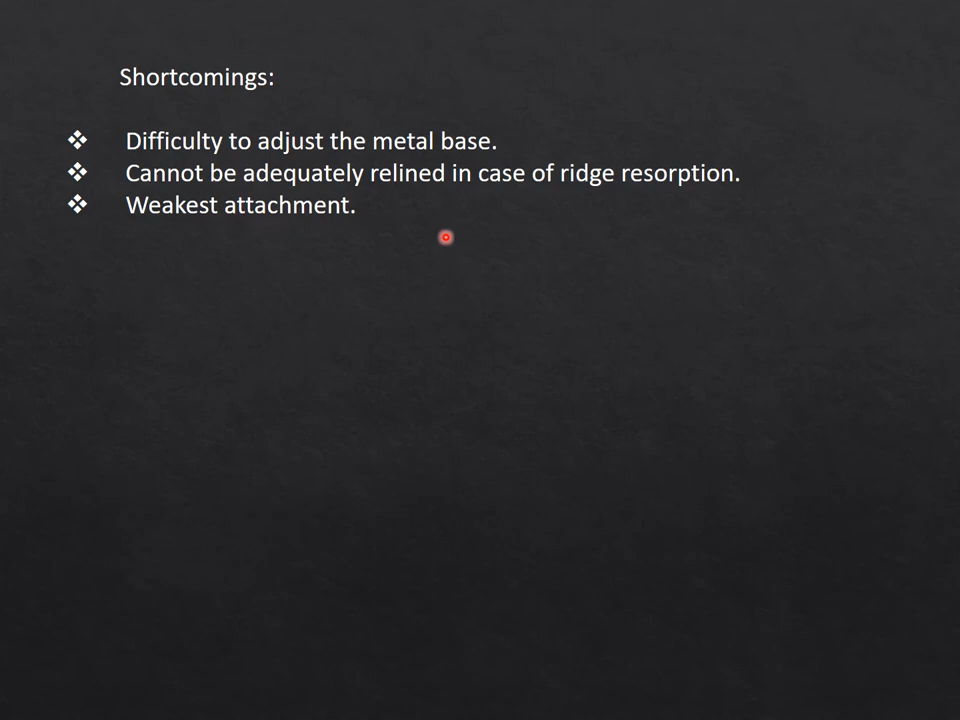 Shortcomings:
❖ Difficulty to adjust the metal base.
❖ Cannot be adequately relined in case of ridge resorption.
❖ Weakest attachment.